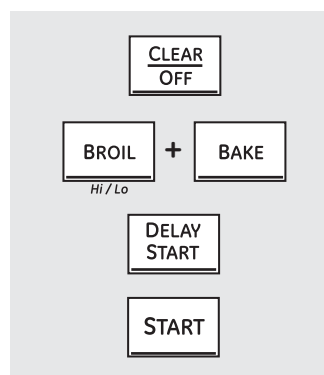 CLEAR
OFF
BROIL + BAKE
Hi / Lo
DELAY
START
START